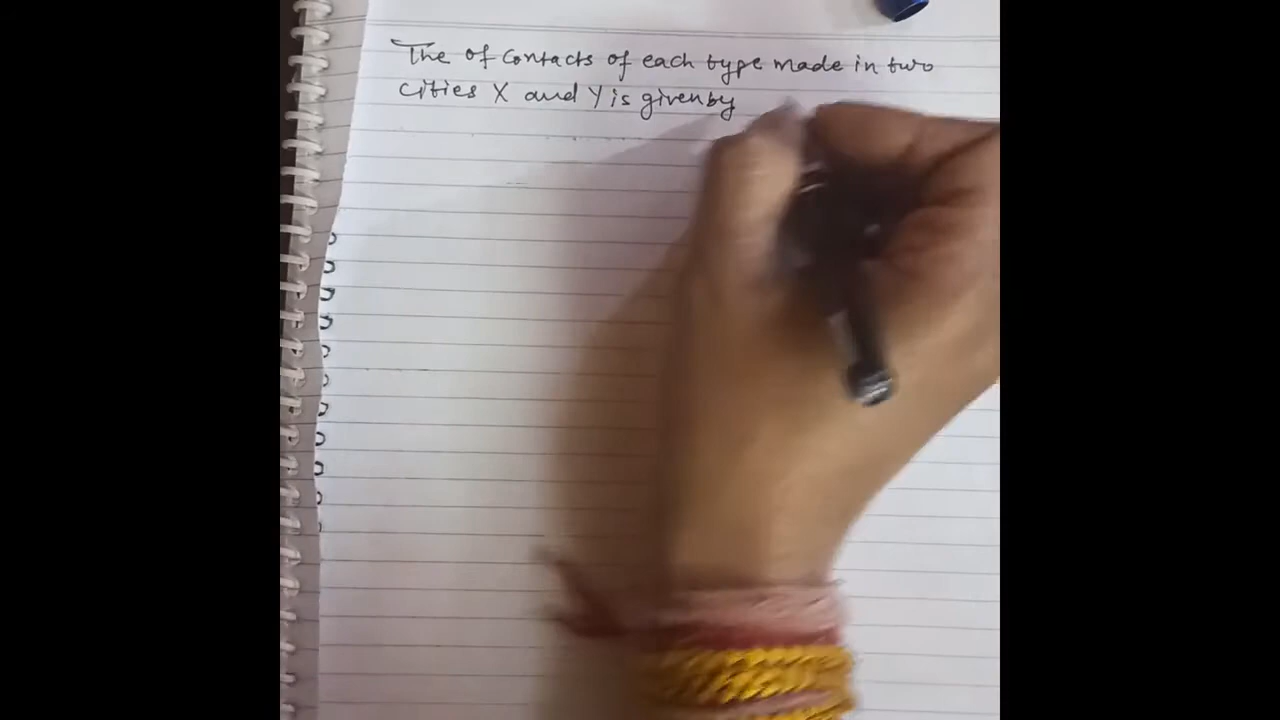 The of contacts of each type made in two
cities X and Y is given by